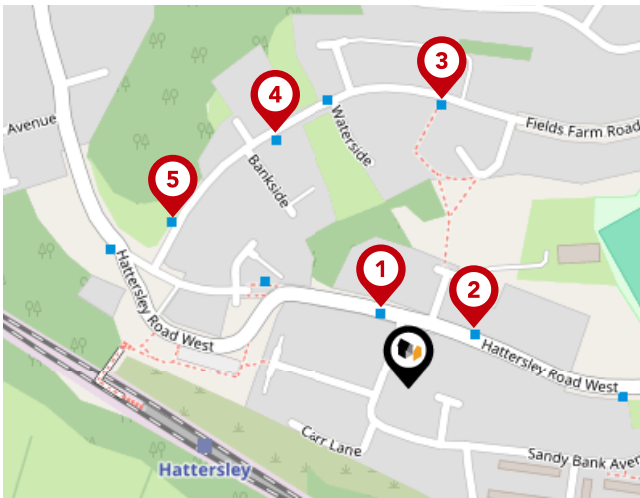 3
4
Fields Farm Road
Avenue
Waterside
Bankside
5
1
2
Hattersley Road West
Hattersley Road West
Carr Lane
Sandy Bank Aven
Hattersley